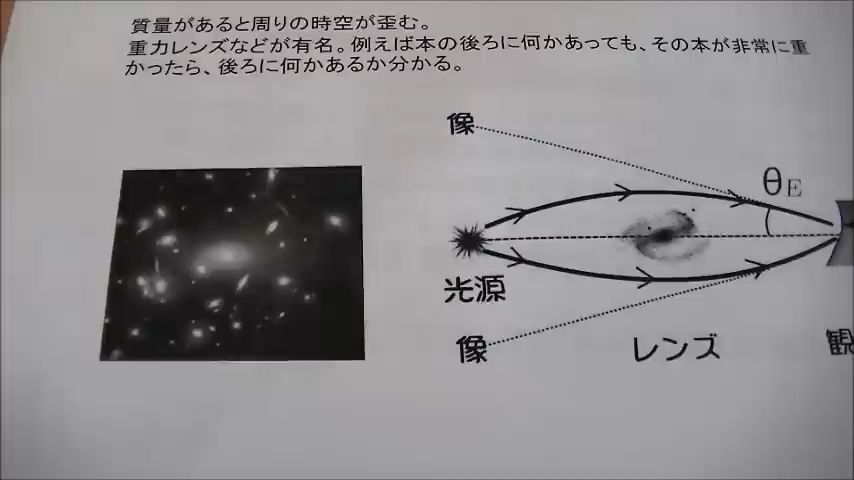 質量があると周りの時空が歪む。
重力レンズなどが有名。例えば本の後ろに何かあっても、その本が非常に重
かったら、後ろに何かあるか分かる。
像
θE
光源
像
レンズ
観